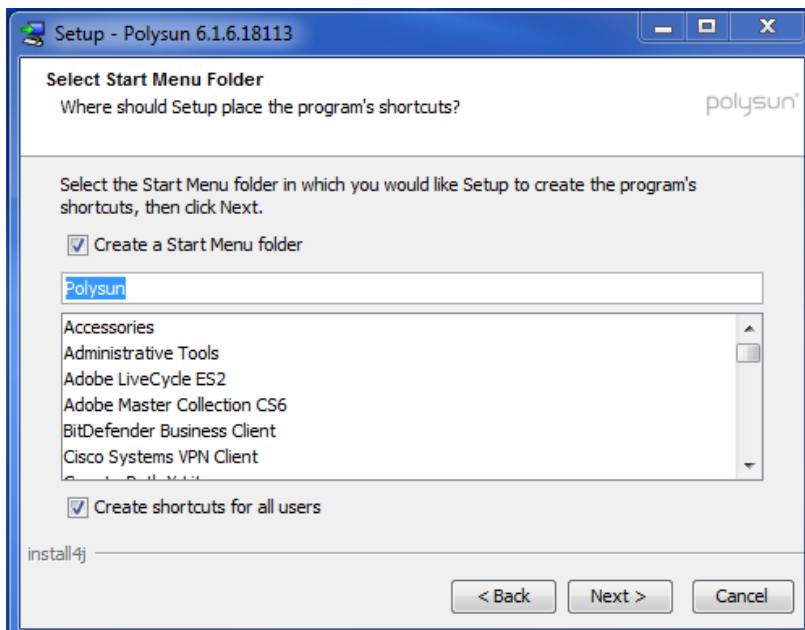 Setup - Polysun 6.1.6.18113
Select Start Menu Folder
Where should Setup place the program's shortcuts?
polysun®
Select the Start Menu folder in which you would like Setup to create the program's
shortcuts, then click Next.
Create a Start Menu folder
Polysun
Accessories
Administrative Tools
Adobe LiveCycle ES2
Adobe Master Collection CS6
BitDefender Business Client
Cisco Systems VPN Client
Create shortcuts for all users
install4j
< Back
Next >
Cancel